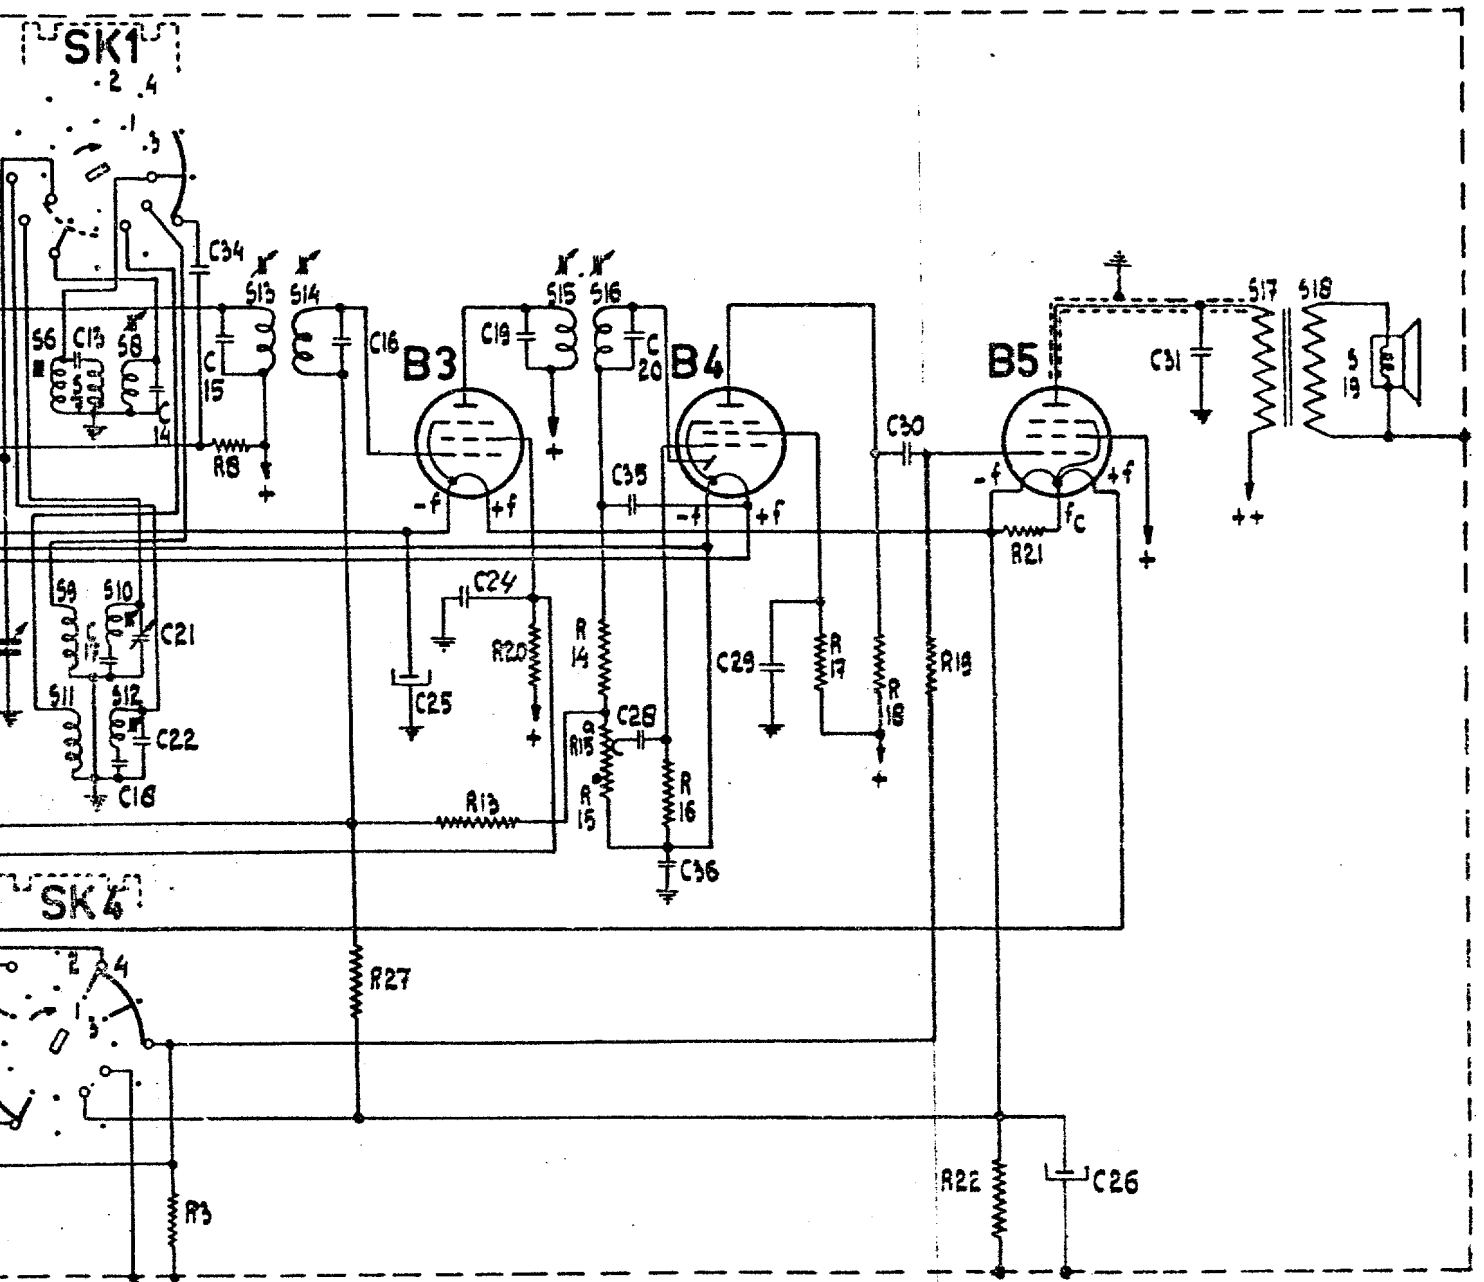 SK1
2 4
1
3
C34
S13 S14
S15 S16
S17 S18
S6 C13 S8
C
15
C16
B3
C19
C
20
B4
B5
C31
S
19
C
14
R8
+
+
C35
C30
-f +f
-f +f
-f +f
fc
R21
+
++
S9 S10
C21
C24
R20
R
14
C29
R
17
R19
C25
S11 S12
C22
C18
+
C28
R15a
R
15
R
16
R
18
+
R13
C36
SK4
2 4
1
3
R27
R3
R22
C26